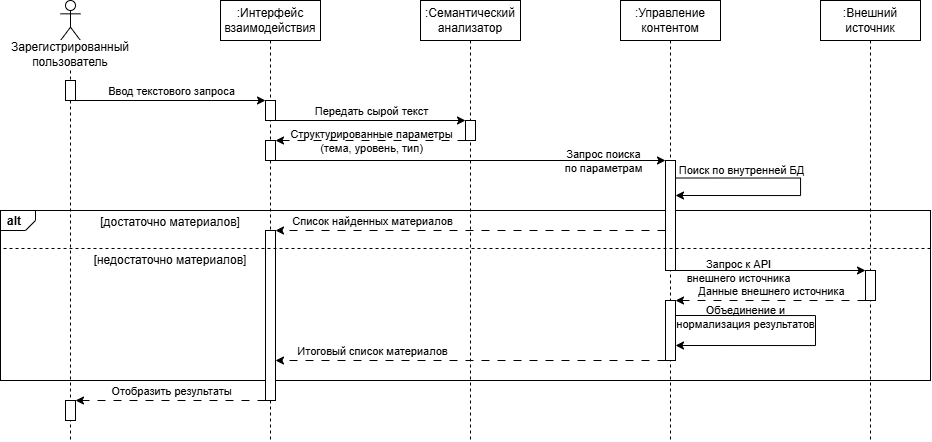 :Интерфейс
взаимодействия
:Семантический
анализатор
:Управление
контентом
:Внешний
источник
Зарегистрированный
пользователь
Ввод текстового запроса
Передать сырой текст
Структурированные параметры
(тема, уровень, тип)
Запрос поиска
по параметрам
Поиск по внутренней БД
alt
[достаточно материалов]
Список найденных материалов
[недостаточно материалов]
Запрос к API
внешнего источника
Данные внешнего источника
Объединение и
нормализация результатов
Итоговый список материалов
Отобразить результаты